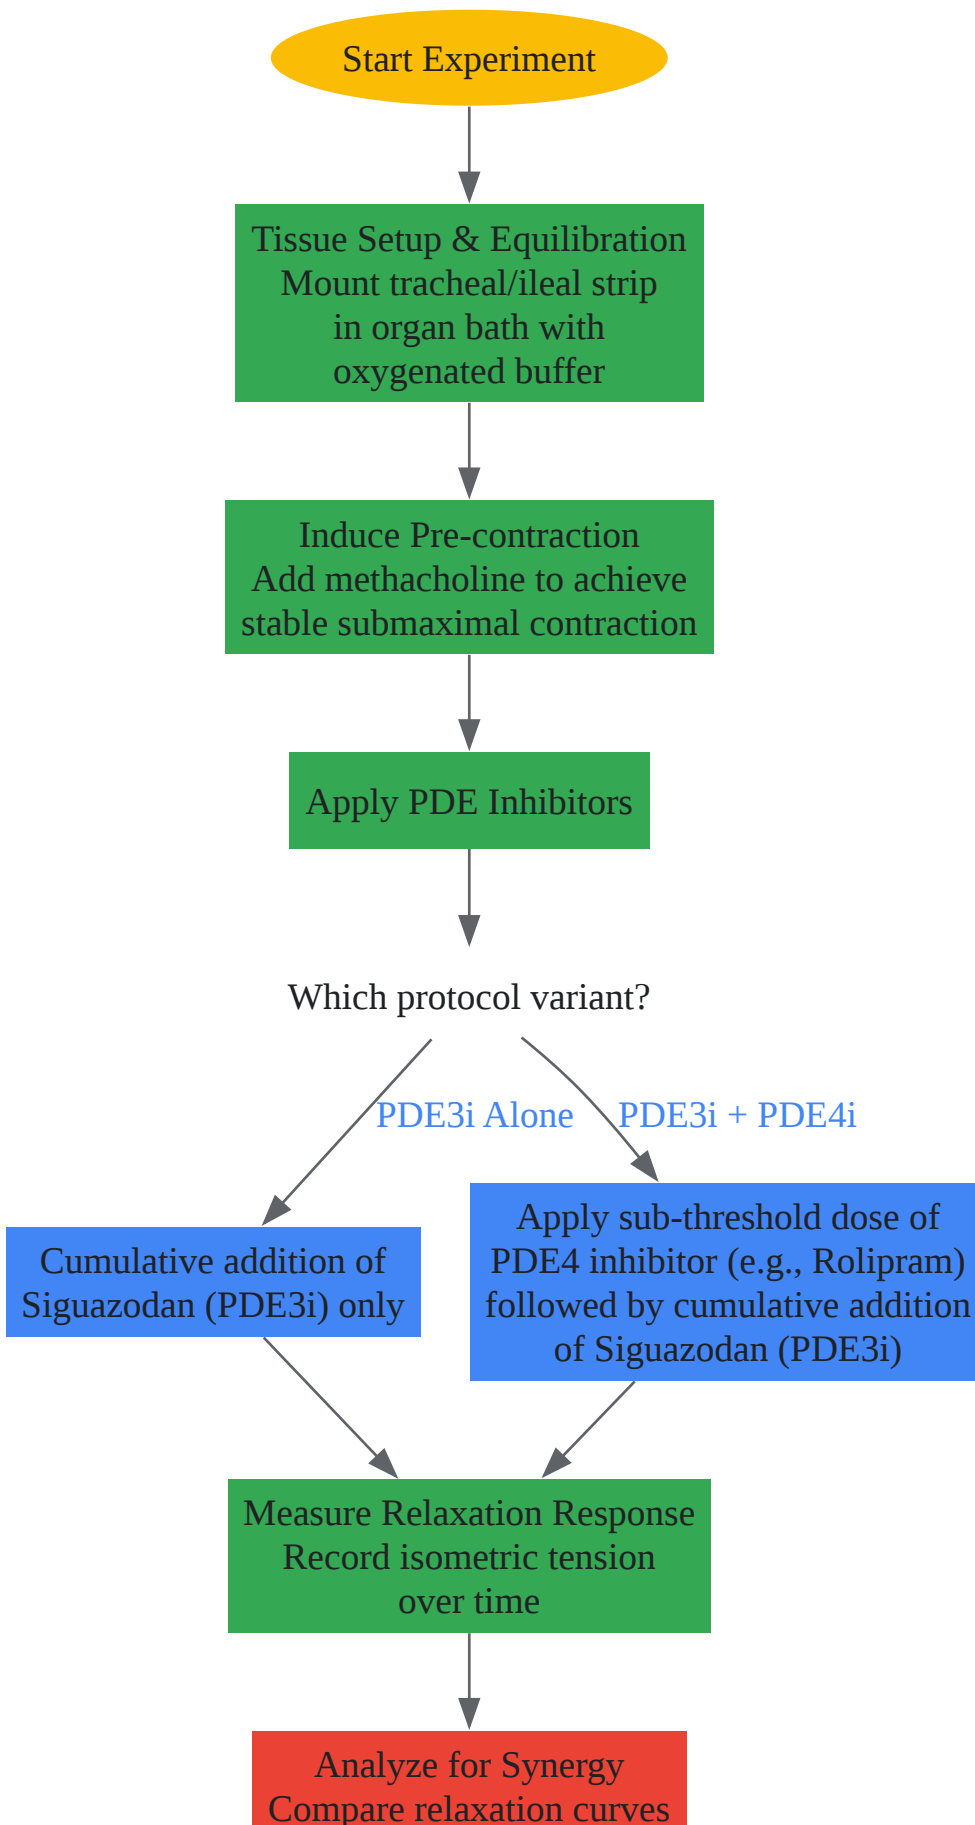 Start Experiment
Tissue Setup & Equilibration
Mount tracheal/ileal strip
in organ bath with
oxygenated buffer
Induce Pre-contraction
Add methacholine to achieve
stable submaximal contraction
Apply PDE Inhibitors
Which protocol variant?
PDE3i Alone
PDE3i + PDE4i
Cumulative addition of
Siguazodan (PDE3i) only
Apply sub-threshold dose of
PDE4 inhibitor (e.g., Rolipram)
followed by cumulative addition
of Siguazodan (PDE3i)
Measure Relaxation Response
Record isometric tension
over time
Analyze for Synergy
Compare relaxation curves